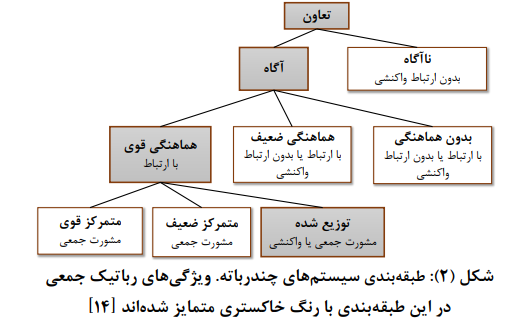 تعاون
آگاه
ناآگاه
بدون ارتباط واکنشی
هماهنگی قوی
با ارتباط
هماهنگی ضعیف
با ارتباط یا بدون ارتباط
واکنشی
بدون هماهنگی
با ارتباط یا بدون ارتباط
واکنشی
متمرکز قوی
مشورت جمعی
متمرکز ضعیف
مشورت جمعی
توزیع شده
مشورت جمعی یا واکنشی
شکل (۲): طبقه‌بندی سیستم‌های چندرباته. ویژگی‌های رباتیک جمعی
در این طبقه‌بندی با رنگ خاکستری متمایز شده‌اند [۱۴]